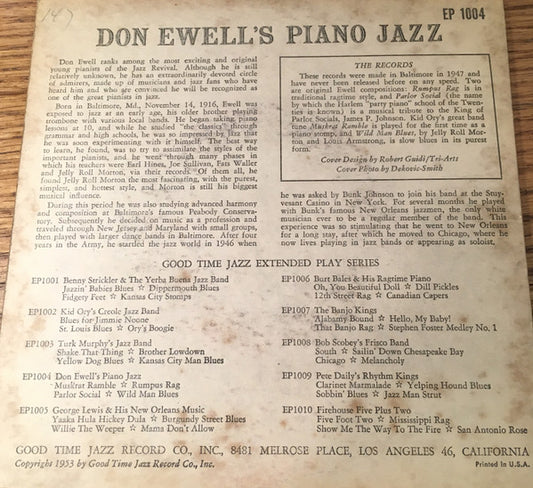 147
EP 1004
DON EWELL'S PIANO JAZZ
Don Ewell ranks among the most exciting and original
young pianists of the Jazz Revival. Although he is still
relatively unknown, he has an extraordinarily devoted circle
of admirers, made up of musicians and jazz fans who have
heard him and who are convinced he will be recognized as
one of the great pianists in jazz.
Born in Baltimore, Md., November 14, 1916, Ewell was
exposed to jazz at an early age, his older brother playing
trombone with various local bands. He began taking piano
lessons at 10, and while he studied "the classics" through
grammar and high schools, he was so impressed by jazz that
he was soon experimenting with it himself. The best way
to learn, he found, was to try to assimilate the styles of the
important pianists, and he went through many phases in
which his mentors were Earl Hines, Joe Sullivan, Fats Waller
and Jelly Roll Morton, via their records. Of them all, he
found Jelly Roll Morton, the most fascinating, with the purest,
simplest, and hottest style, and Morton is still his biggest
musical influence.
During this period he was also studying advanced harmony
and composition at Baltimore's famous Peabody Conserva-
tory. Subsequently he decided on music as a profession and
traveled through New Jersey and Maryland with small groups,
then played with larger dance bands in Baltimore. After four
years in the Army, he startled the jazz world in 1946 when
THE RECORDS
These records were made in Baltimore in 1947 and
have never been released before on any speed. Two
are original Ewell compositions: Rumpus Rag is in
traditional ragtime style, and Parlor Social (the name
by which the Harlem "party piano" school of the Twen-
ties is known) is a musical tribute to the King of
Parlor Socials, James P. Johnson. Kid Ory's great band
tune Muskrat Ramble is played for the first time as a
piano stomp, and Wild Man Blues, by Jelly Roll Mor-
ton and Louis Armstrong, is slow blues in its purest
form.
Cover Design by Robert Guidi/Tri-Arts
Cover Photo by Dekovic-Smith
he was asked by Bunk Johnson to join his band at the Stuy-
vesant Casino in New York. For several months he played
with Bunk's famous New Orleans jazzmen, the only white
musician ever to be a regular member of the band. This
experience was so stimulating that he went to New Orleans
for a long stay, after which he moved to Chicago, where he
now lives playing in jazz bands or appearing as soloist.
GOOD TIME JAZZ EXTENDED PLAY SERIES
EP1001 Benny Strickler & The Yerba Buena Jazz Band
Jeazin' Babies Blues ☆ Dippermouth Blues
Fidgety Feet ☆ Kansas City Stomps
EP1002 Kid Ory's Creole Jazz Band
Blues for Jimmie Noone
St. Louis Blues ☆ Ory's Boogie
EP1003 Turk Murphy's Jazz Band
Shake That Thing ☆ Brother Lowdown
Yellow Dog Blues ☆ Kansas City Man Blues
EP1004 Don Ewell's Piano Jazz
Muskrat Ramble ☆ Rumpus Rag
Parlor Social ☆ Wild Man Blues
EP1005 George Lewis & His New Orleans Music
Yaaka Hula Hickey Dula ☆ Burgundy Street Blues
Willie The Weeper ☆ Mama Don't Allow
EP1006 Burt Bales & His Ragtime Piano
Oh, You Beautiful Doll ☆ Dill Pickles
12th Street Rag ☆ Canadian Capers
EP1007 The Banjo Kings
Alabamy Bound ☆ Hello, My Baby!
That Banjo Rag ☆ Stephen Foster Medley No. 1
EP1008 Bob Scobey's Frisco Band
South ☆ Sailin' Down Chesapeake Bay
Chicago ☆ Melancholy
EP1009 Pete Daily's Rhythm Kings
Clarinet Marmalade ☆ Yelping Hound Blues
Sobbin' Blues ☆ Jazz Man Strut
EP1010 Firehouse Five Plus Two
Five Foot Two ☆ Mississippi Rag
Show Me The Way To The Fire ☆ San Antonio Rose
GOOD TIME JAZZ RECORD CO., INC., 8481 MELROSE PLACE, LOS ANGELES 46, CALIFORNIA
Copyright 1953 by Good Time Jazz Record Co., Inc.
Printed in U.S.A.